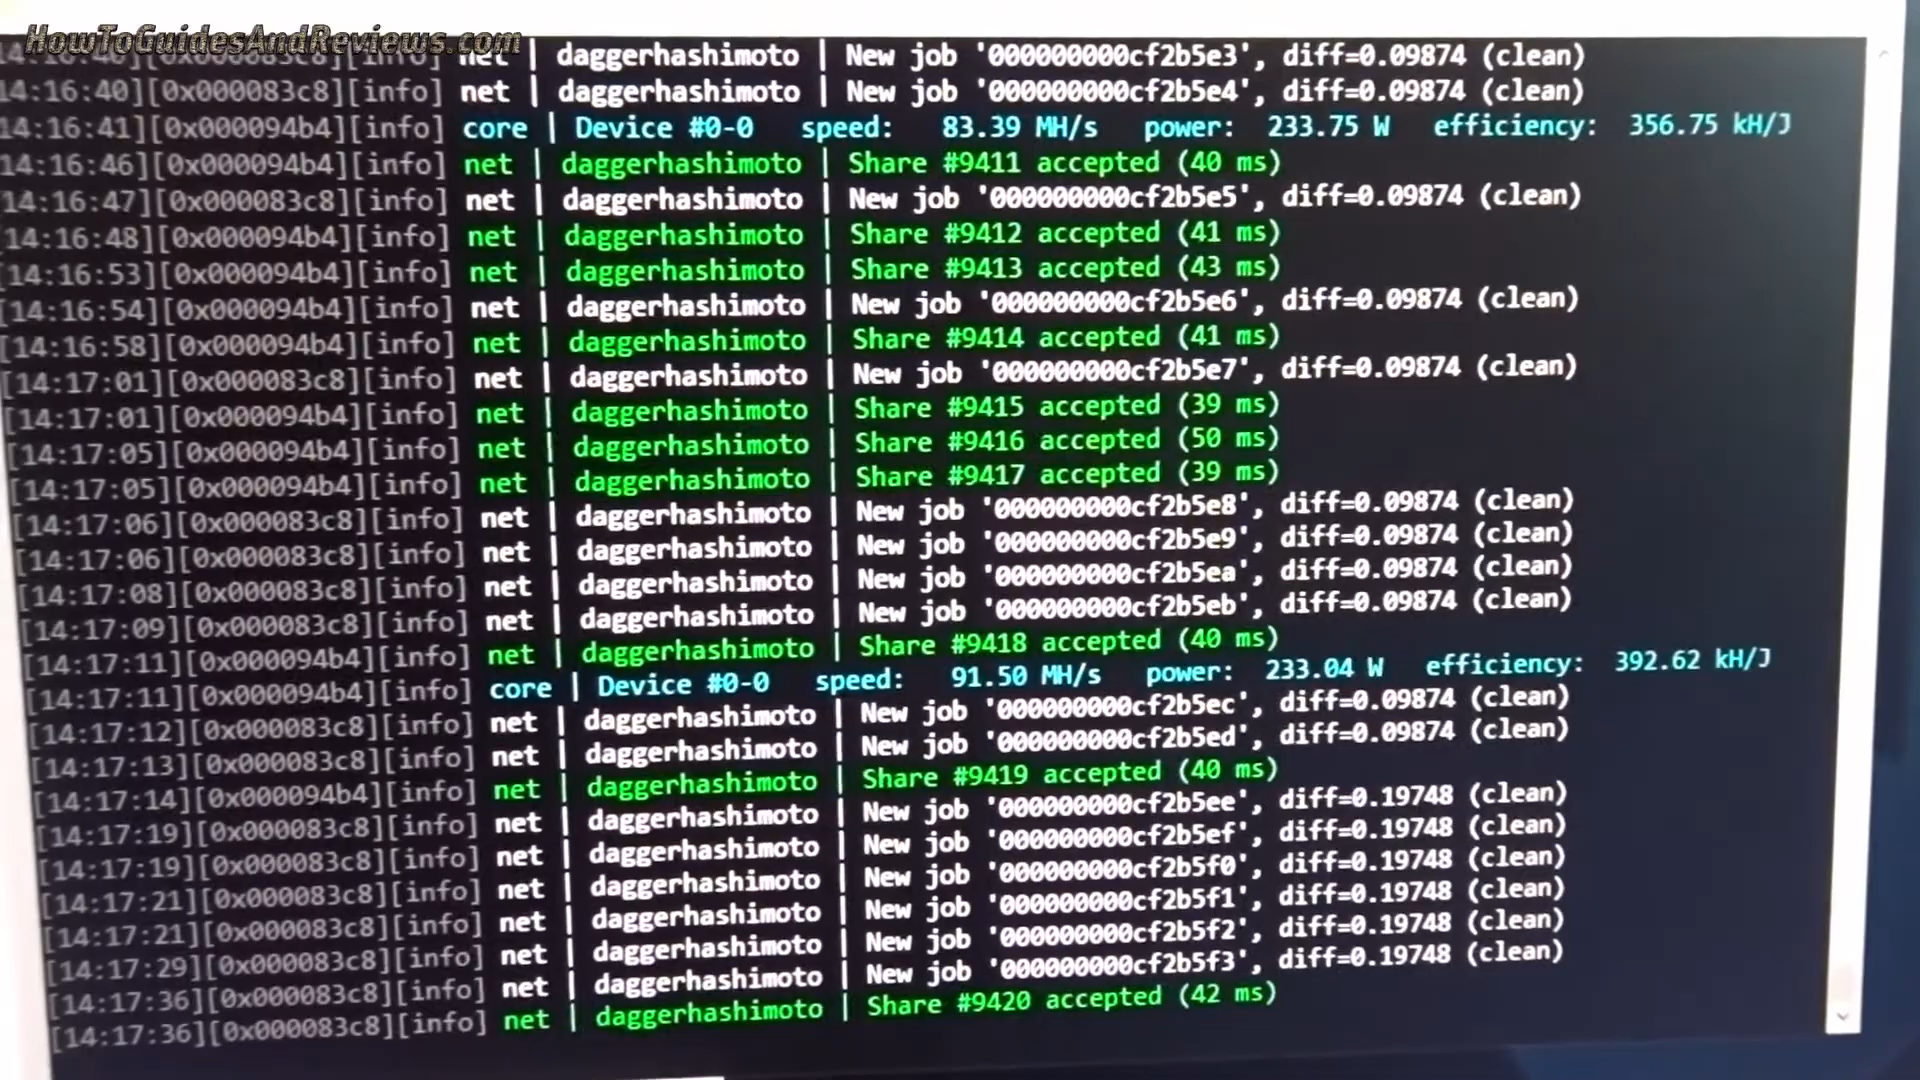 HowToGuidesAndReviews.com
14:16:40][0x000083c8][info] net | daggerhashimoto | New job '000000000cf2b5e3', diff=0.09874 (clean)
14:16:40][0x000083c8][info] net | daggerhashimoto | New job '000000000cf2b5e4', diff=0.09874 (clean)
14:16:41][0x000094b4][info] core | Device #0-0 speed: 83.39 MH/s power: 233.75 W efficiency: 356.75 kH/J
14:16:46][0x000094b4][info] net | daggerhashimoto | Share #9411 accepted (40 ms)
14:16:47][0x000083c8][info] net | daggerhashimoto | New job '000000000cf2b5e5', diff=0.09874 (clean)
[14:16:48][0x000094b4][info] net | daggerhashimoto | Share #9412 accepted (41 ms)
[14:16:53][0x000094b4][info] net | daggerhashimoto | Share #9413 accepted (43 ms)
[14:16:54][0x000094b4][info] net | daggerhashimoto | New job '000000000cf2b5e6', diff=0.09874 (clean)
[14:16:58][0x000094b4][info] net | daggerhashimoto | Share #9414 accepted (41 ms)
[14:17:01][0x000083c8][info] net | daggerhashimoto | New job '000000000cf2b5e7', diff=0.09874 (clean)
[14:17:01][0x000094b4][info] net | daggerhashimoto | Share #9415 accepted (39 ms)
[14:17:05][0x000094b4][info] net | daggerhashimoto | Share #9416 accepted (50 ms)
[14:17:05][0x000094b4][info] net | daggerhashimoto | Share #9417 accepted (39 ms)
[14:17:06][0x000083c8][info] net | daggerhashimoto | New job '000000000cf2b5e8', diff=0.09874 (clean)
[14:17:06][0x000083c8][info] net | daggerhashimoto | New job '000000000cf2b5e9', diff=0.09874 (clean)
[14:17:08][0x000083c8][info] net | daggerhashimoto | New job '000000000cf2b5ea', diff=0.09874 (clean)
[14:17:09][0x000083c8][info] net | daggerhashimoto | New job '000000000cf2b5eb', diff=0.09874 (clean)
[14:17:11][0x000094b4][info] net | daggerhashimoto | Share #9418 accepted (40 ms)
[14:17:11][0x000094b4][info] core | Device #0-0 speed: 91.50 MH/s power: 233.04 W efficiency: 392.62 kH/J
[14:17:12][0x000083c8][info] net | daggerhashimoto | New job '000000000cf2b5ec', diff=0.09874 (clean)
[14:17:13][0x000083c8][info] net | daggerhashimoto | New job '000000000cf2b5ed', diff=0.09874 (clean)
[14:17:14][0x000094b4][info] net | daggerhashimoto | Share #9419 accepted (40 ms)
[14:17:19][0x000083c8][info] net | daggerhashimoto | New job '000000000cf2b5ee', diff=0.19748 (clean)
[14:17:19][0x000083c8][info] net | daggerhashimoto | New job '000000000cf2b5ef', diff=0.19748 (clean)
[14:17:21][0x000083c8][info] net | daggerhashimoto | New job '000000000cf2b5f0', diff=0.19748 (clean)
[14:17:21][0x000083c8][info] net | daggerhashimoto | New job '000000000cf2b5f1', diff=0.19748 (clean)
[14:17:29][0x000083c8][info] net | daggerhashimoto | New job '000000000cf2b5f2', diff=0.19748 (clean)
[14:17:36][0x000083c8][info] net | daggerhashimoto | New job '000000000cf2b5f3', diff=0.19748 (clean)
[14:17:36][0x000083c8][info] net | daggerhashimoto | Share #9420 accepted (42 ms)